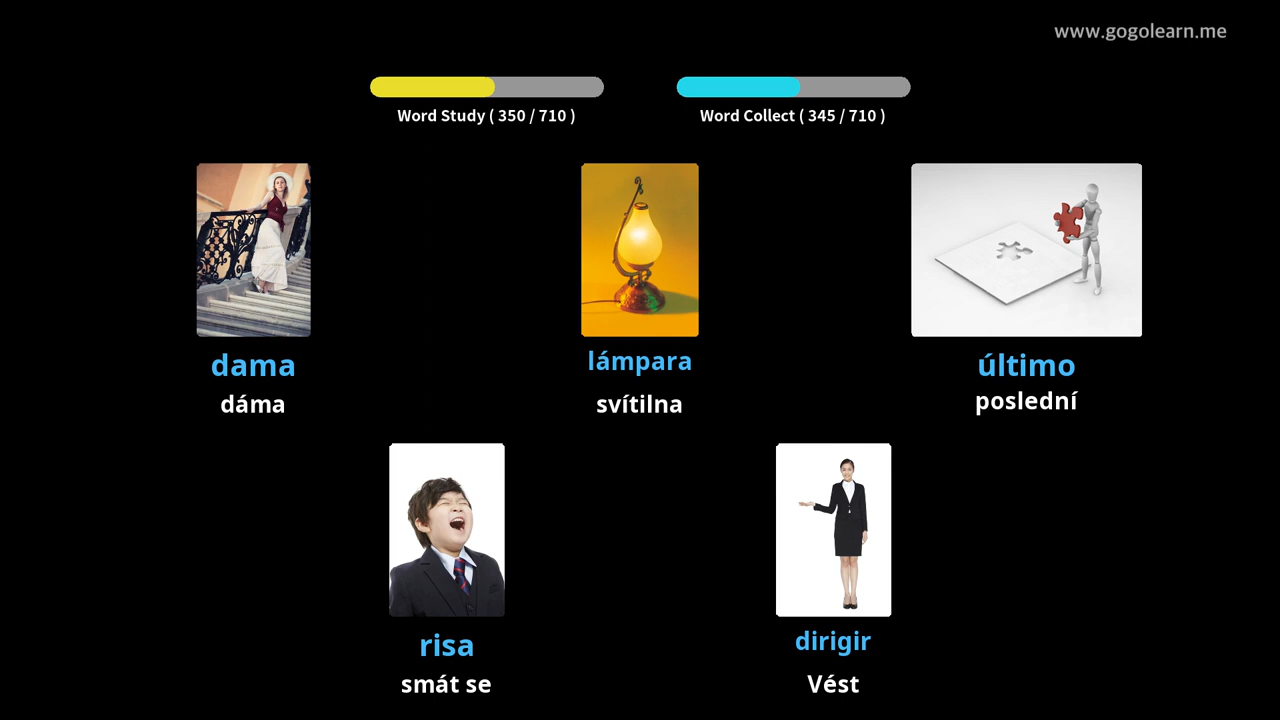 www.gogolearn.me
Word Study ( 350 / 710 )
Word Collect ( 345 / 710 )
dama
dáma
lámpara
svítilna
último
poslední
risa
smát se
dirigir
Vést